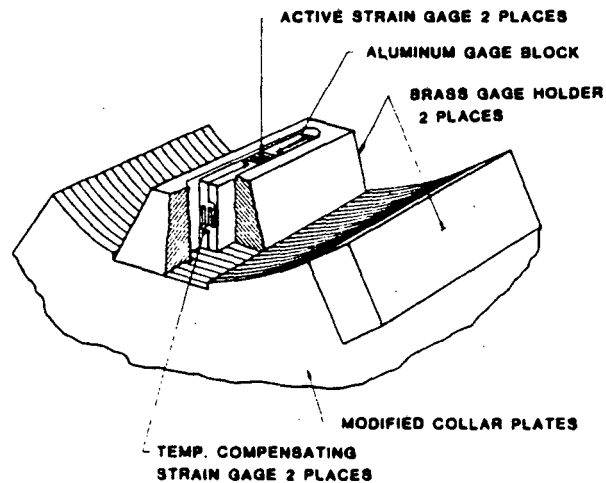 ACTIVE STRAIN GAGE 2 PLACES
ALUMINUM GAGE BLOCK
BRASS GAGE HOLDER
2 PLACES
MODIFIED COLLAR PLATES
TEMP. COMPENSATING
STRAIN GAGE 2 PLACES